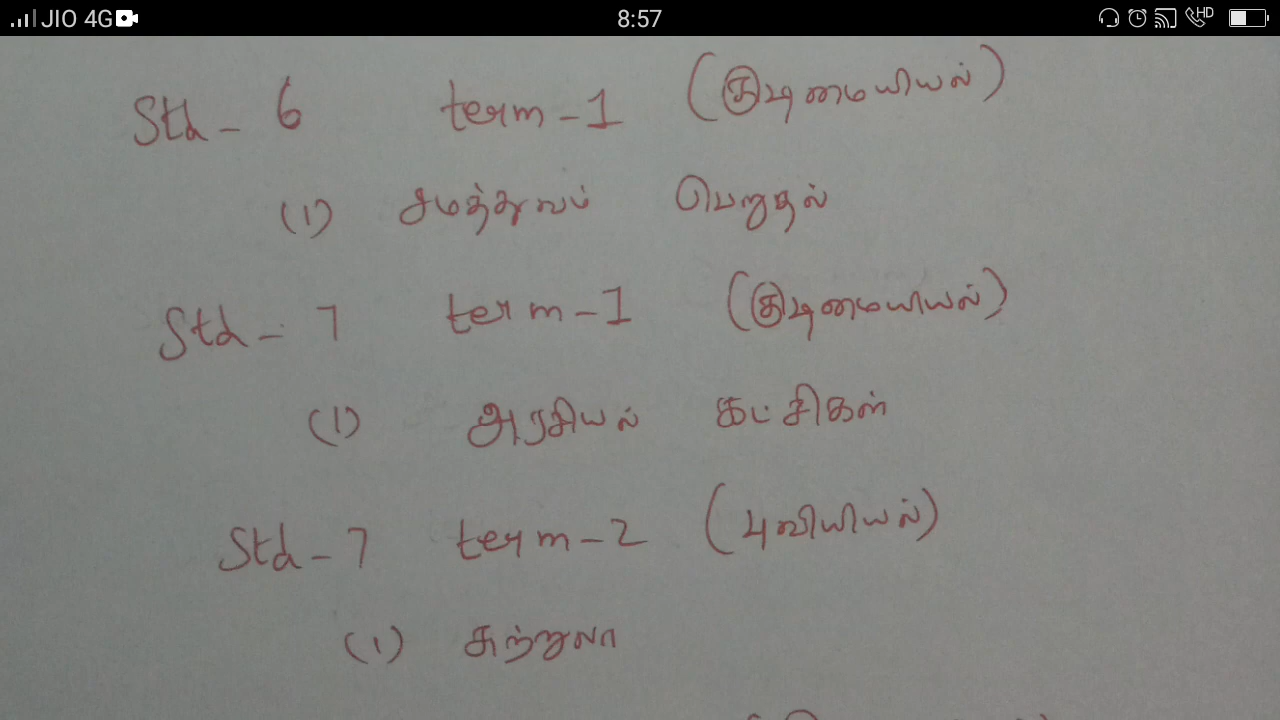 JIO 4G 8:57 HD
Std - 6 term - 1 (குடிமையியல்)
(1) சமத்துவம் பெறுதல்
Std - 7 term - 1 (குடிமையியல்)
(1) அரசியல் கட்சிகள்
Std - 7 term - 2 (புவியியல்)
(1) சுற்றுலா